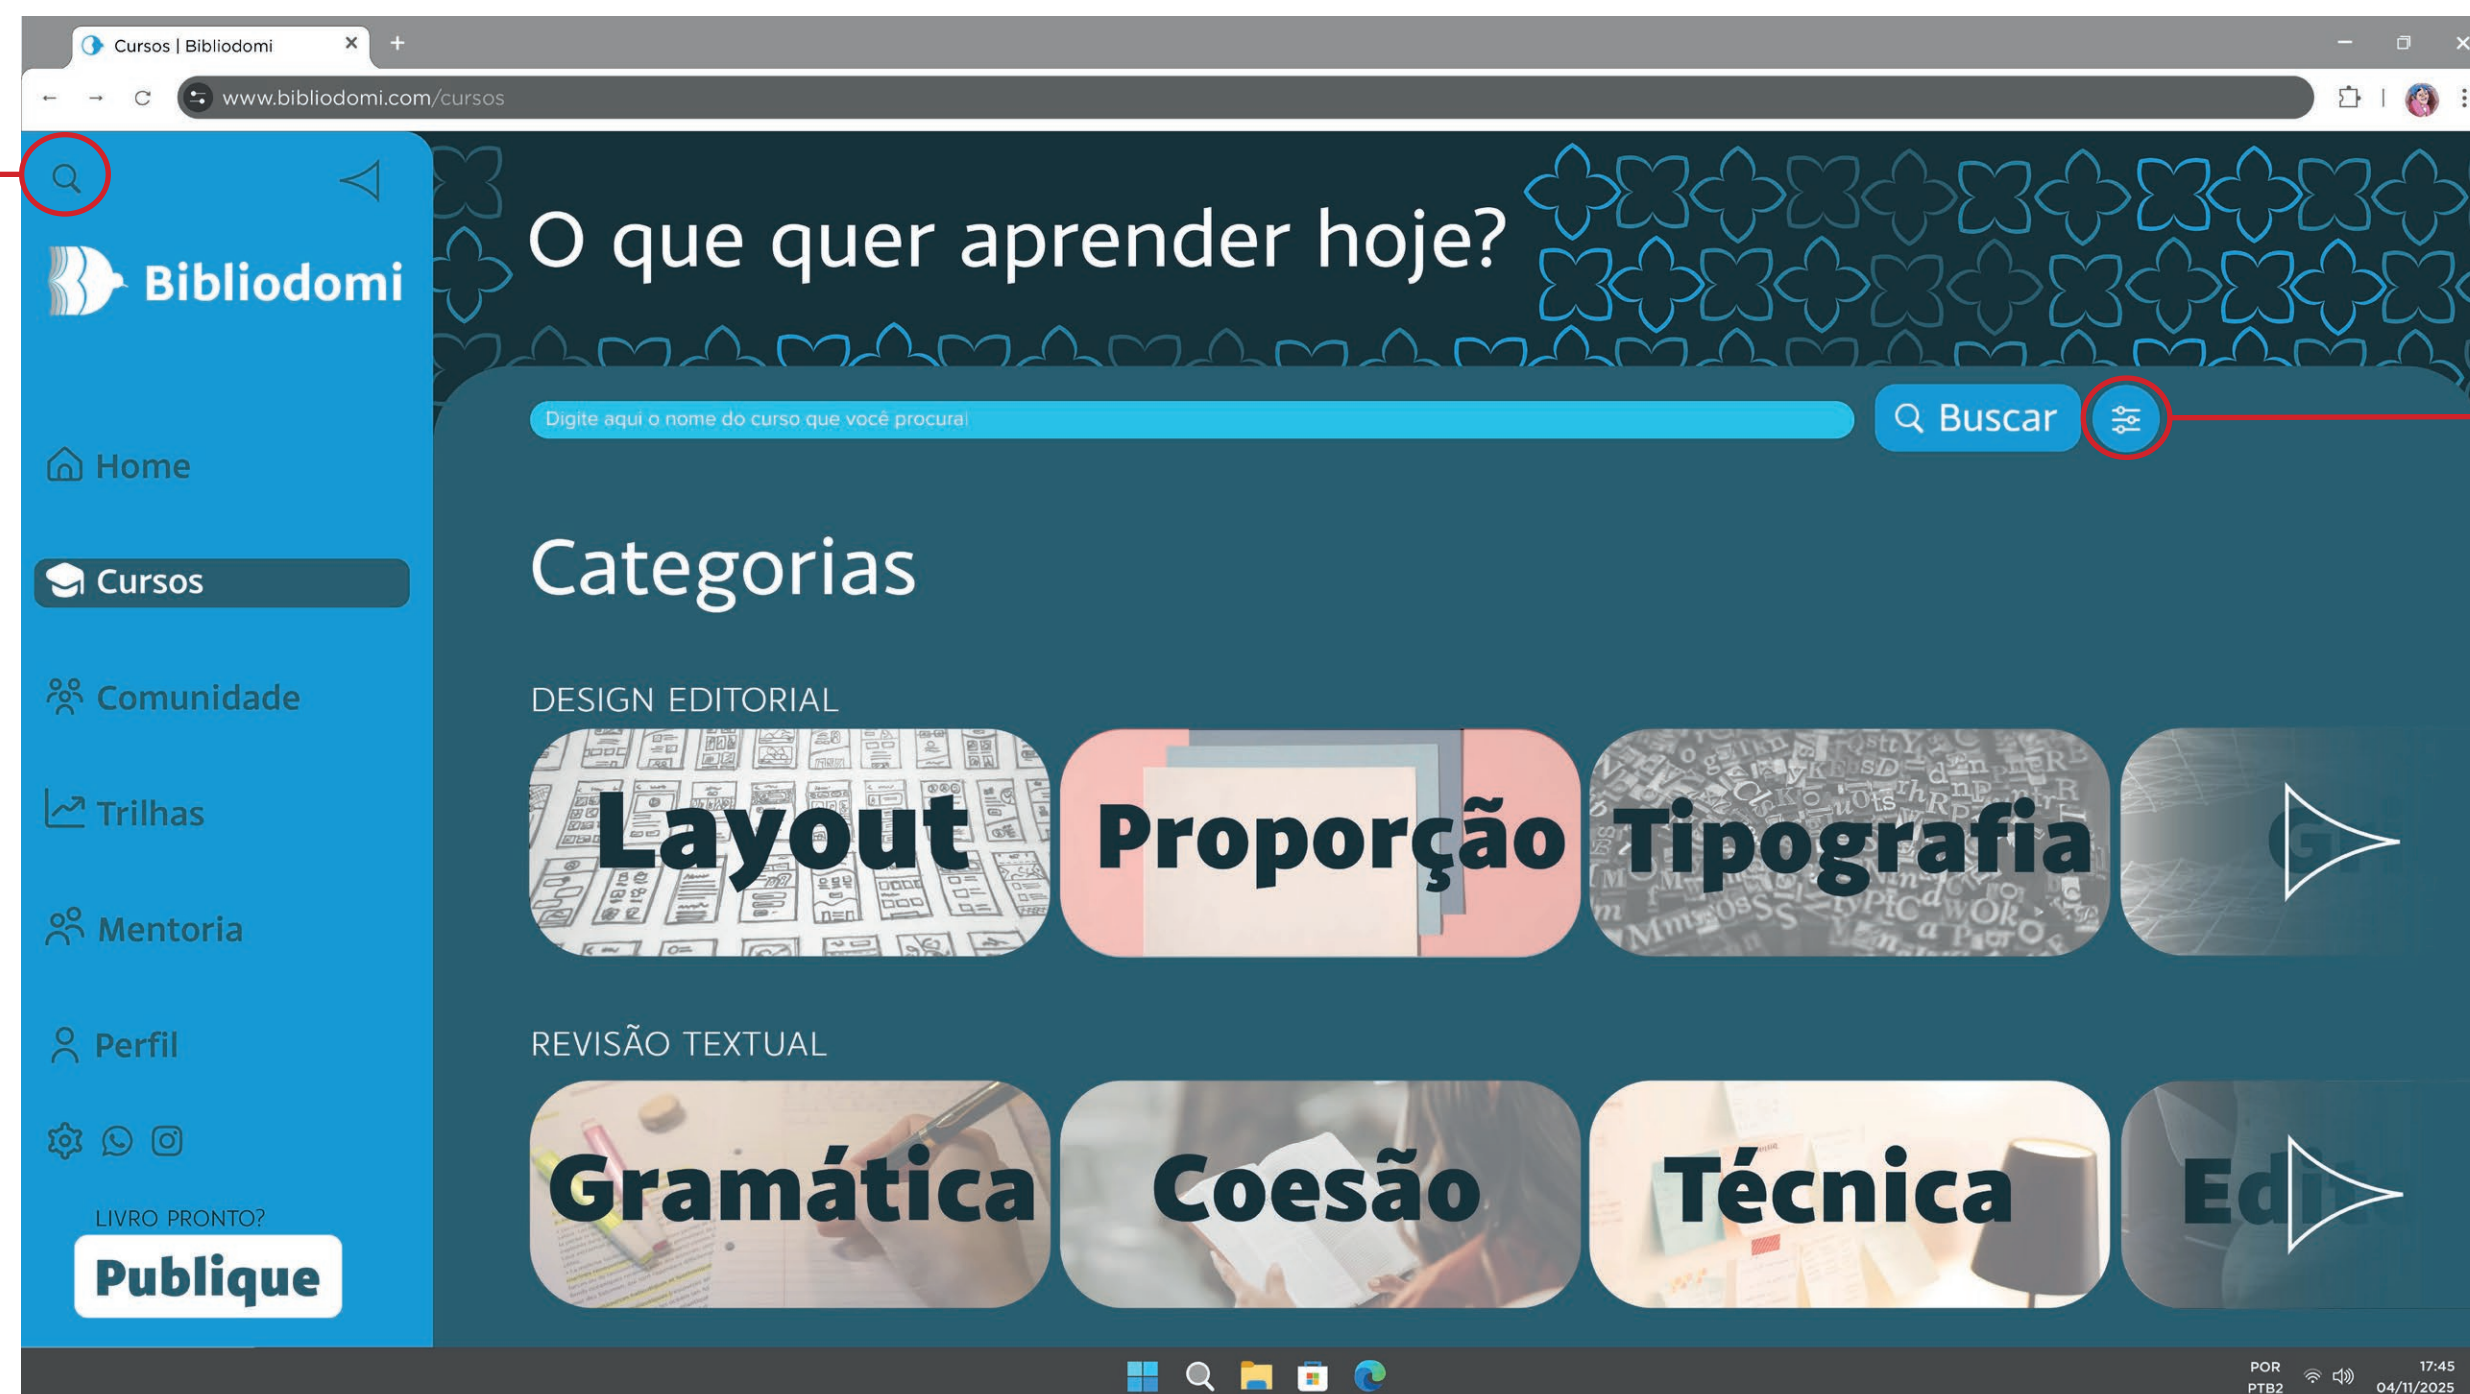 Cursos | Bibliodomi
www.bibliodomi.com/cursos
Bibliodomi
O que quer aprender hoje?
Digite aqui o nome do curso que você procura|
Buscar
Home
Cursos
Comunidade
Trilhas
Mentoria
Perfil
LIVRO PRONTO?
Publique
Categorias
DESIGN EDITORIAL
Layout
Proporção
Tipografia
REVISÃO TEXTUAL
Gramática
Coesão
Técnica
POR
PTB2
17:45
04/11/2025